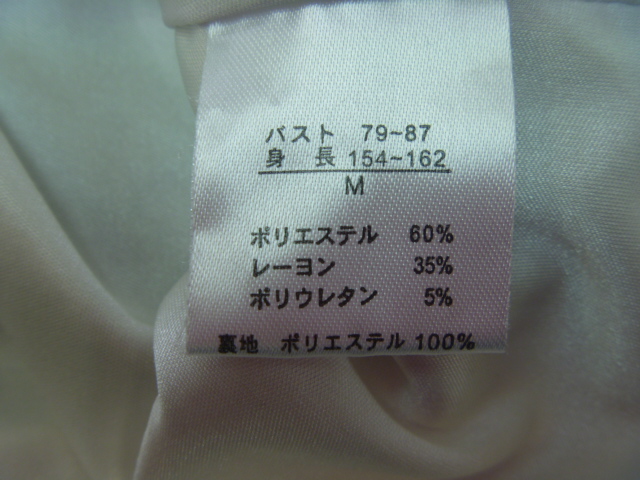 バスト 79~87
身長 154~162
M
ポリエステル 60%
レーヨン 35%
ポリウレタン 5%
裏地 ポリエステル 100%